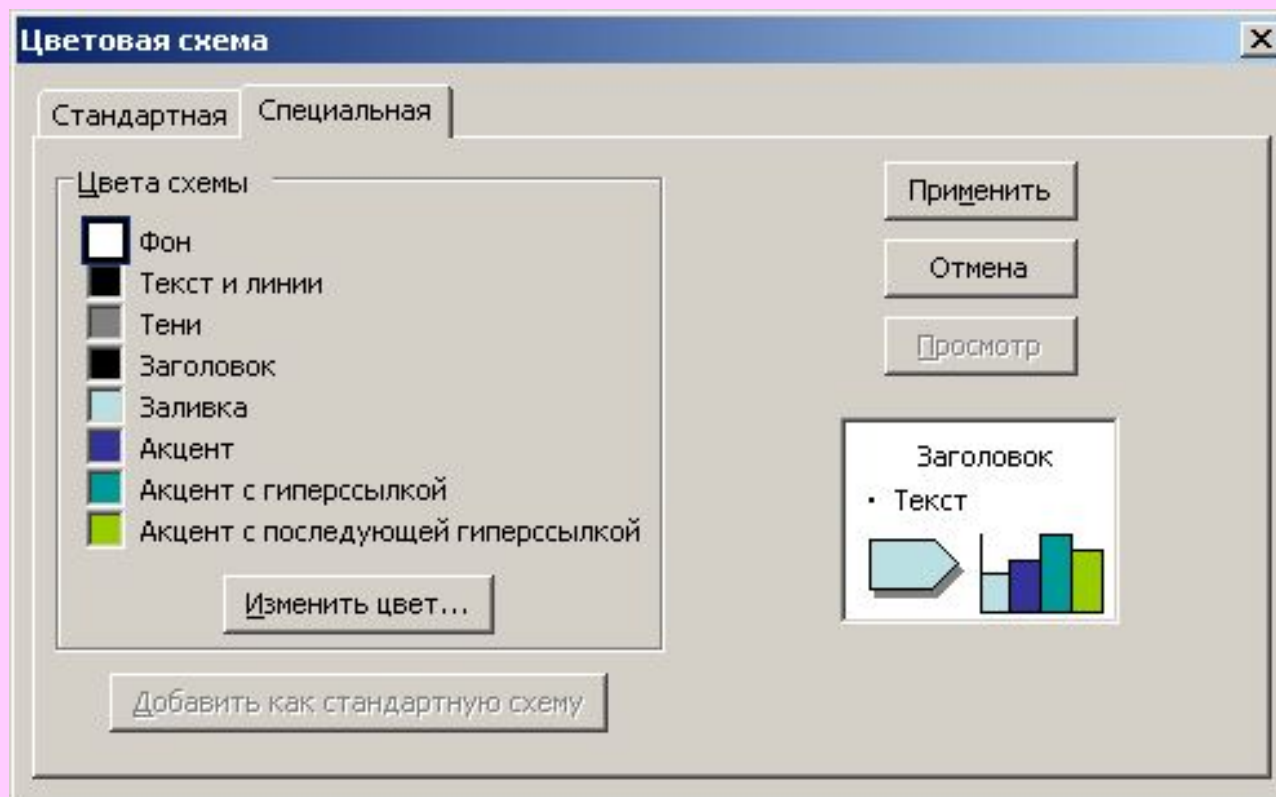 Цветовая схема
Стандартная
Специальная
Цвета схемы
Фон
Текст и линии
Тени
Заголовок
Заливка
Акцент
Акцент с гиперссылкой
Акцент с последующей гиперссылкой
Изменить цвет...
Добавить как стандартную схему
Применить
Отмена
Просмотр
Заголовок
· Текст